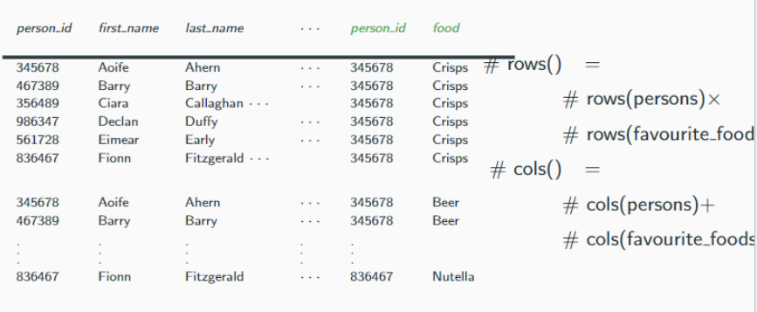 person_id first_name last_name ... person_id food
345678 Aoife Ahern ... 345678 Crisps
467389 Barry Barry ... 345678 Crisps
356489 Ciara Callaghan ... 345678 Crisps
986347 Declan Duffy ... 345678 Crisps
561728 Eimear Early ... 345678 Crisps
836467 Fionn Fitzgerald ... 345678 Crisps
345678 Aoife Ahern ... 345678 Beer
467389 Barry Barry ... 345678 Beer
. . . . .
. . . . .
. . . . .
836467 Fionn Fitzgerald ... 836467 Nutella
# rows() =
# rows(persons)×
# rows(favourite_food
# cols() =
# cols(persons)+
# cols(favourite_foods